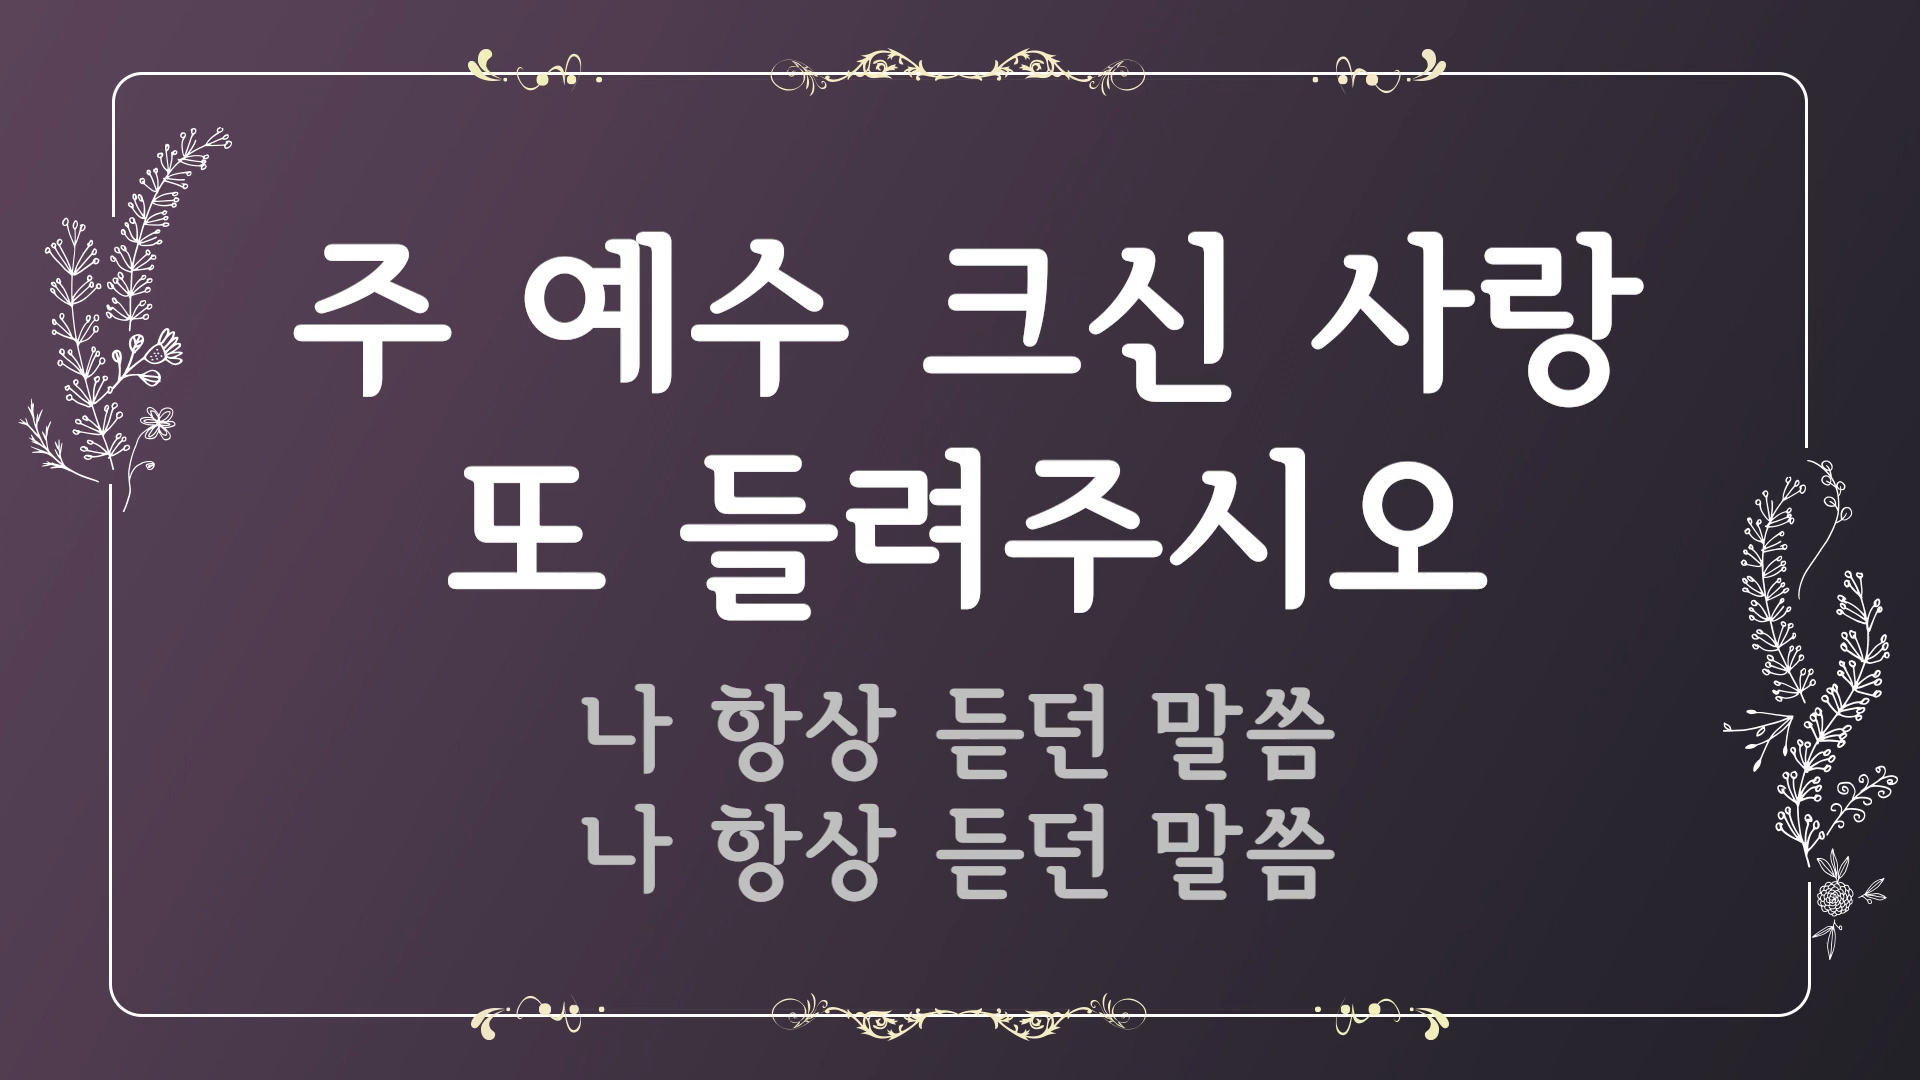 주 예수 크신 사랑
또 들려주시오
나 항상 듣던 말씀
나 항상 듣던 말씀